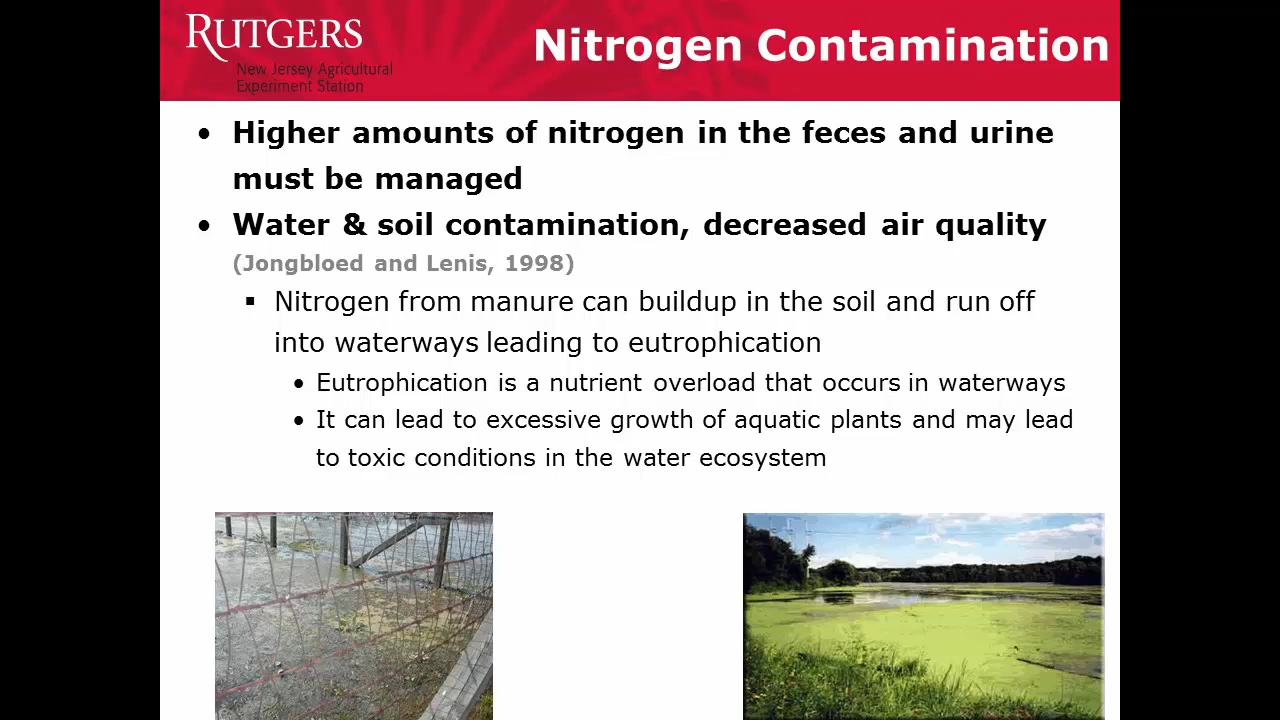 RUTGERS
New Jersey Agricultural
Experiment Station
Nitrogen Contamination
• Higher amounts of nitrogen in the feces and urine
must be managed
• Water & soil contamination, decreased air quality
(Jongbloed and Lenis, 1998)
▪ Nitrogen from manure can buildup in the soil and run off
into waterways leading to eutrophication
• Eutrophication is a nutrient overload that occurs in waterways
• It can lead to excessive growth of aquatic plants and may lead
to toxic conditions in the water ecosystem